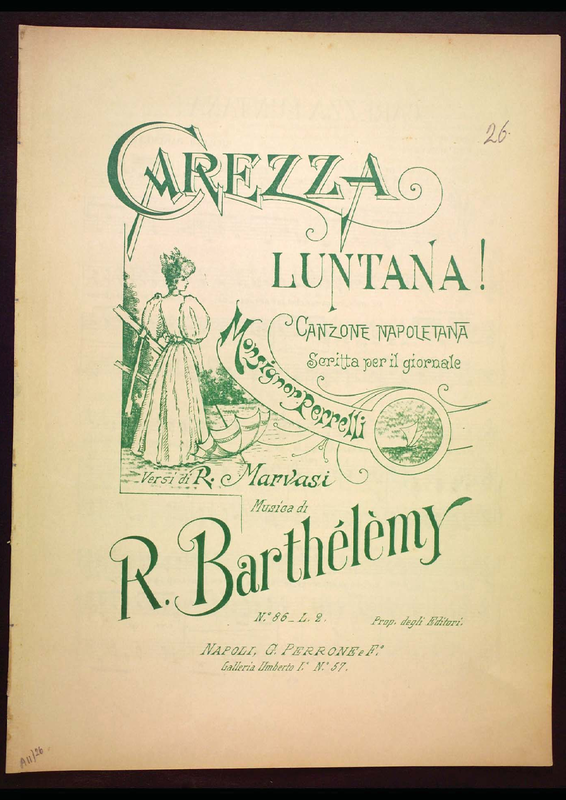 26.
CAREZZA
LUNTANA!
CANZONE NAPOLETANA
Scritta per il giornale
Monsignor Perrelli
Versi di R. Marvasi
Musica di
R. Barthélèmy
N.º 86 _ L. 2.
Prop. degli Editori.
NAPOLI, G. PERRONE e F.º
Galleria Umberto Iº N.º 57.